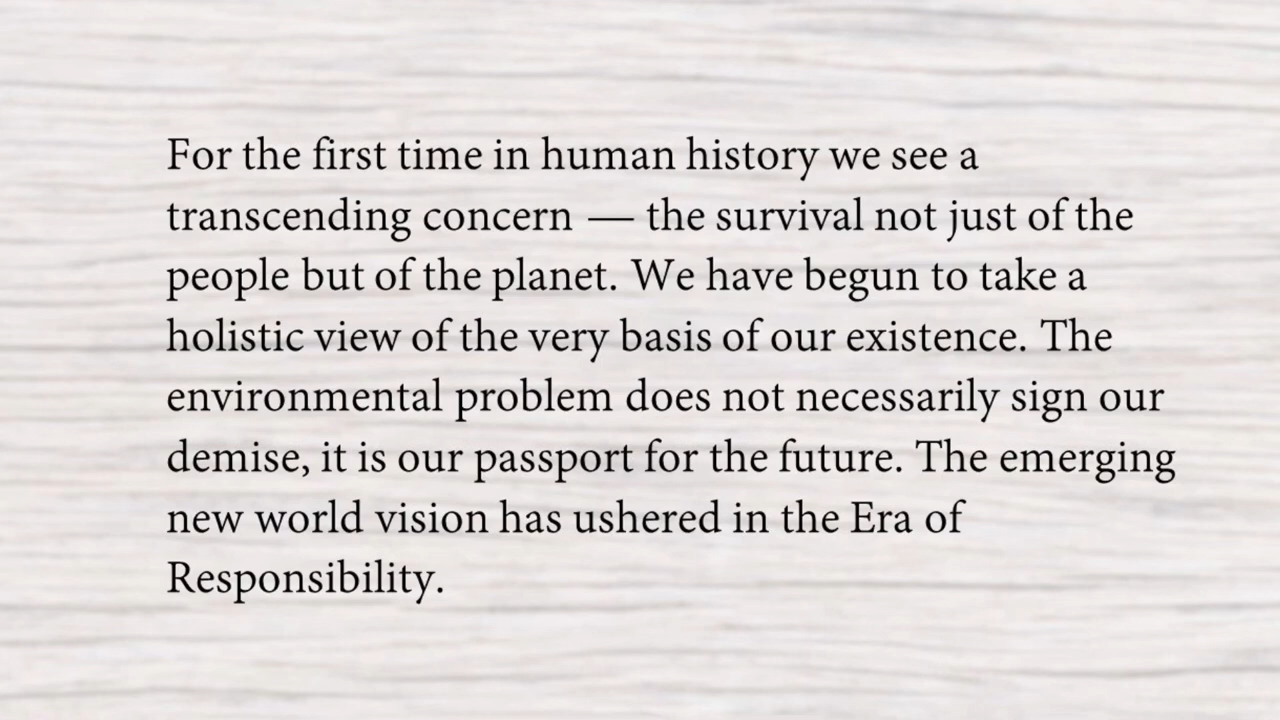 For the first time in human history we see a
transcending concern — the survival not just of the
people but of the planet. We have begun to take a
holistic view of the very basis of our existence. The
environmental problem does not necessarily sign our
demise, it is our passport for the future. The emerging
new world vision has ushered in the Era of
Responsibility.